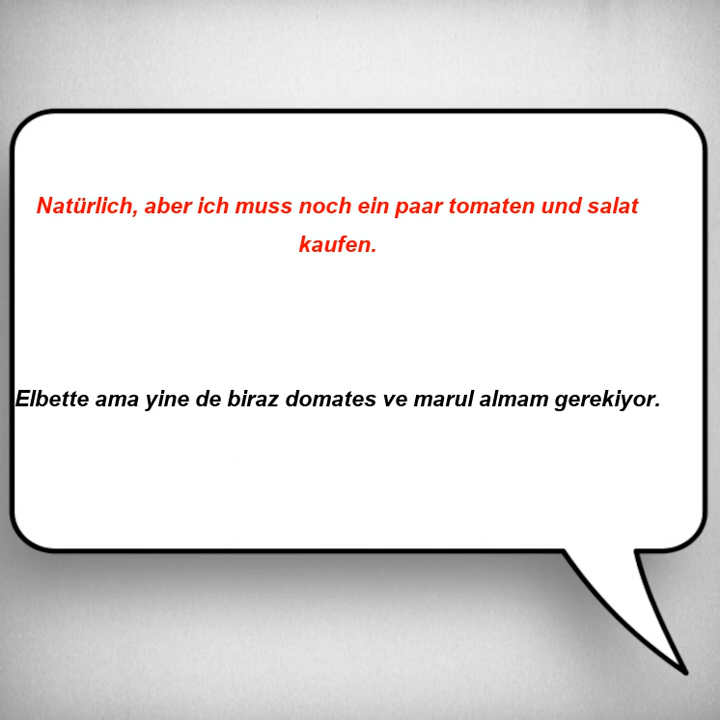 Natürlich, aber ich muss noch ein paar tomaten und salat
kaufen.
Elbette ama yine de biraz domates ve marul almam gerekiyor.